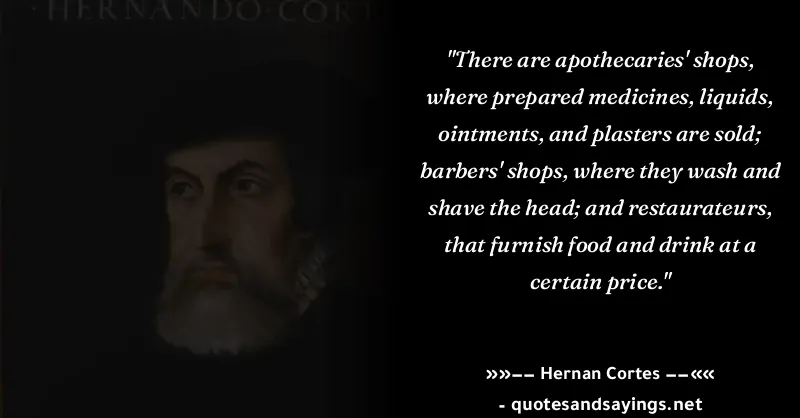 ·HERNANDO·CORT
"There are apothecaries' shops,
where prepared medicines, liquids,
ointments, and plasters are sold;
barbers' shops, where they wash and
shave the head; and restaurateurs,
that furnish food and drink at a
certain price."
»»−− Hernan Cortes −−««
- quotesandsayings.net